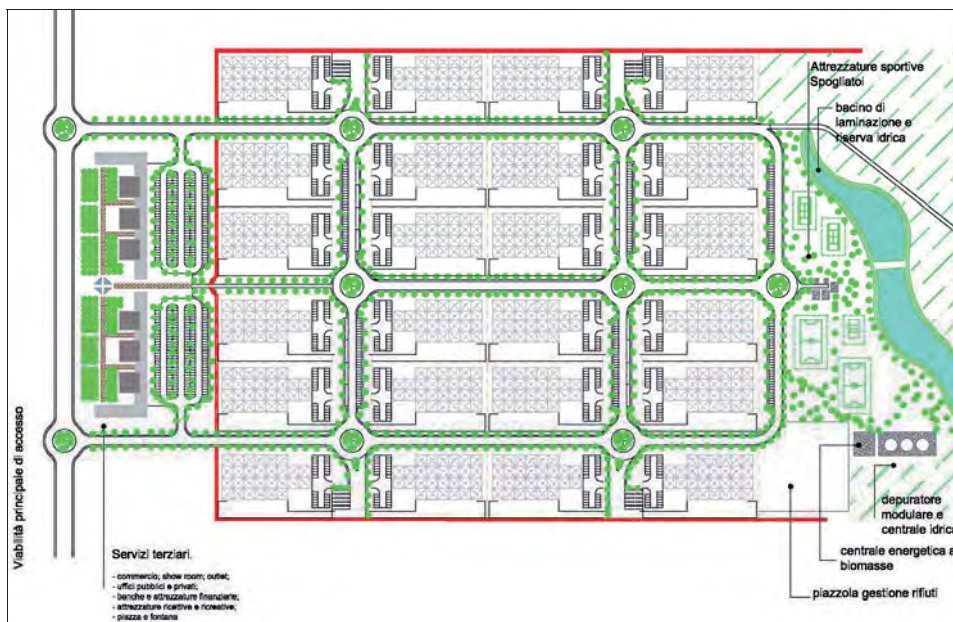 Attrezzature sportive
Spogliatoi
bacino di
laminazione e
riserva idrica
Viabilità principale di accesso
Servizi terziari.
- commercio; show room; outlet;
- uffici pubblici e privati;
- banche e attrezzature finanziarie;
- attrezzature ricettive e ricreative;
- piazza e fontana
depuratore
modulare e
centrale idrica
centrale energetica a
biomasse
piazzola gestione rifiuti